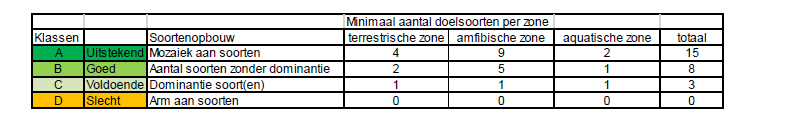 Minimaal aantal doelsoorten per zone
Klassen Soortenopbouw terrestrische zone amfibische zone aquatische zone totaal
A Uitstekend Mozaiek aan soorten 4 9 2 15
B Goed Aantal soorten zonder dominantie 2 5 1 8
C Voldoende Dominantie soort(en) 1 1 1 3
D Slecht Arm aan soorten 0 0 0 0